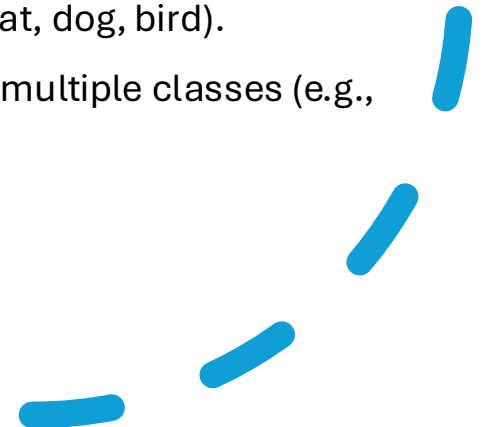 at, dog, bird).
multiple classes (e.g.,